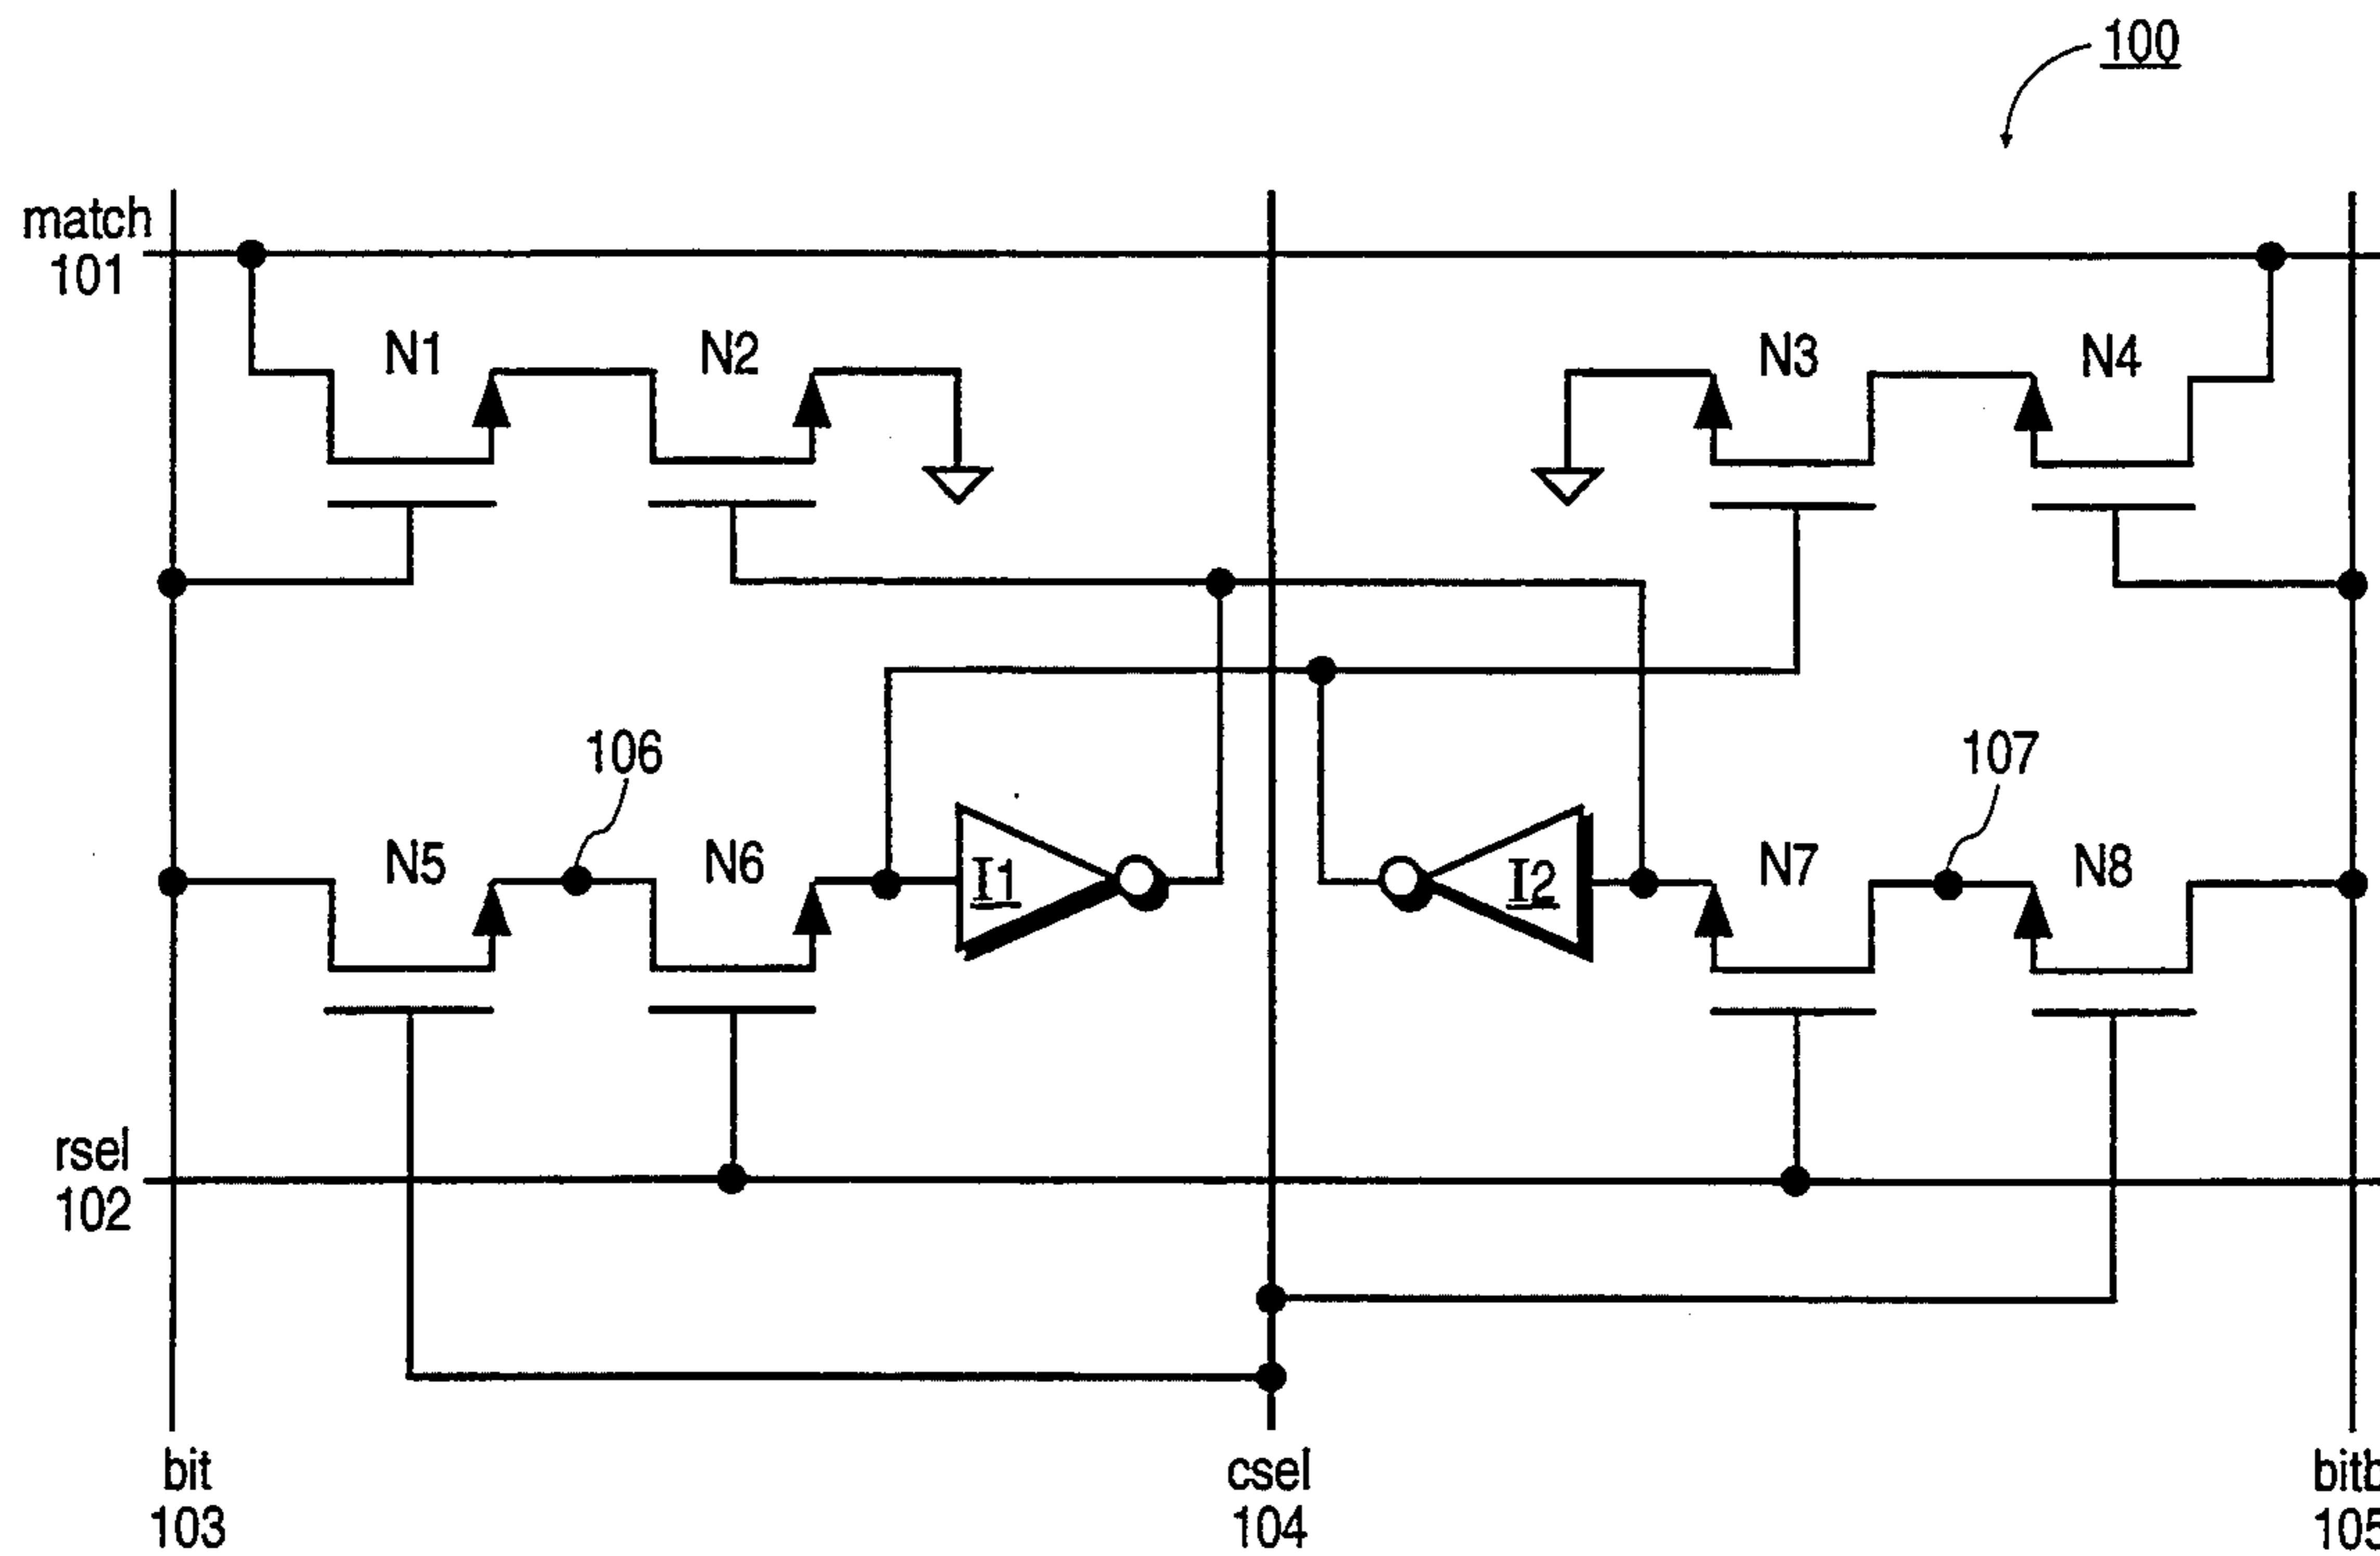 100
match
101
N1
N2
N3
N4
106
107
N5
N6
I1
I2
N7
N8
rsel
102
bit
103
csel
104
bitb
105